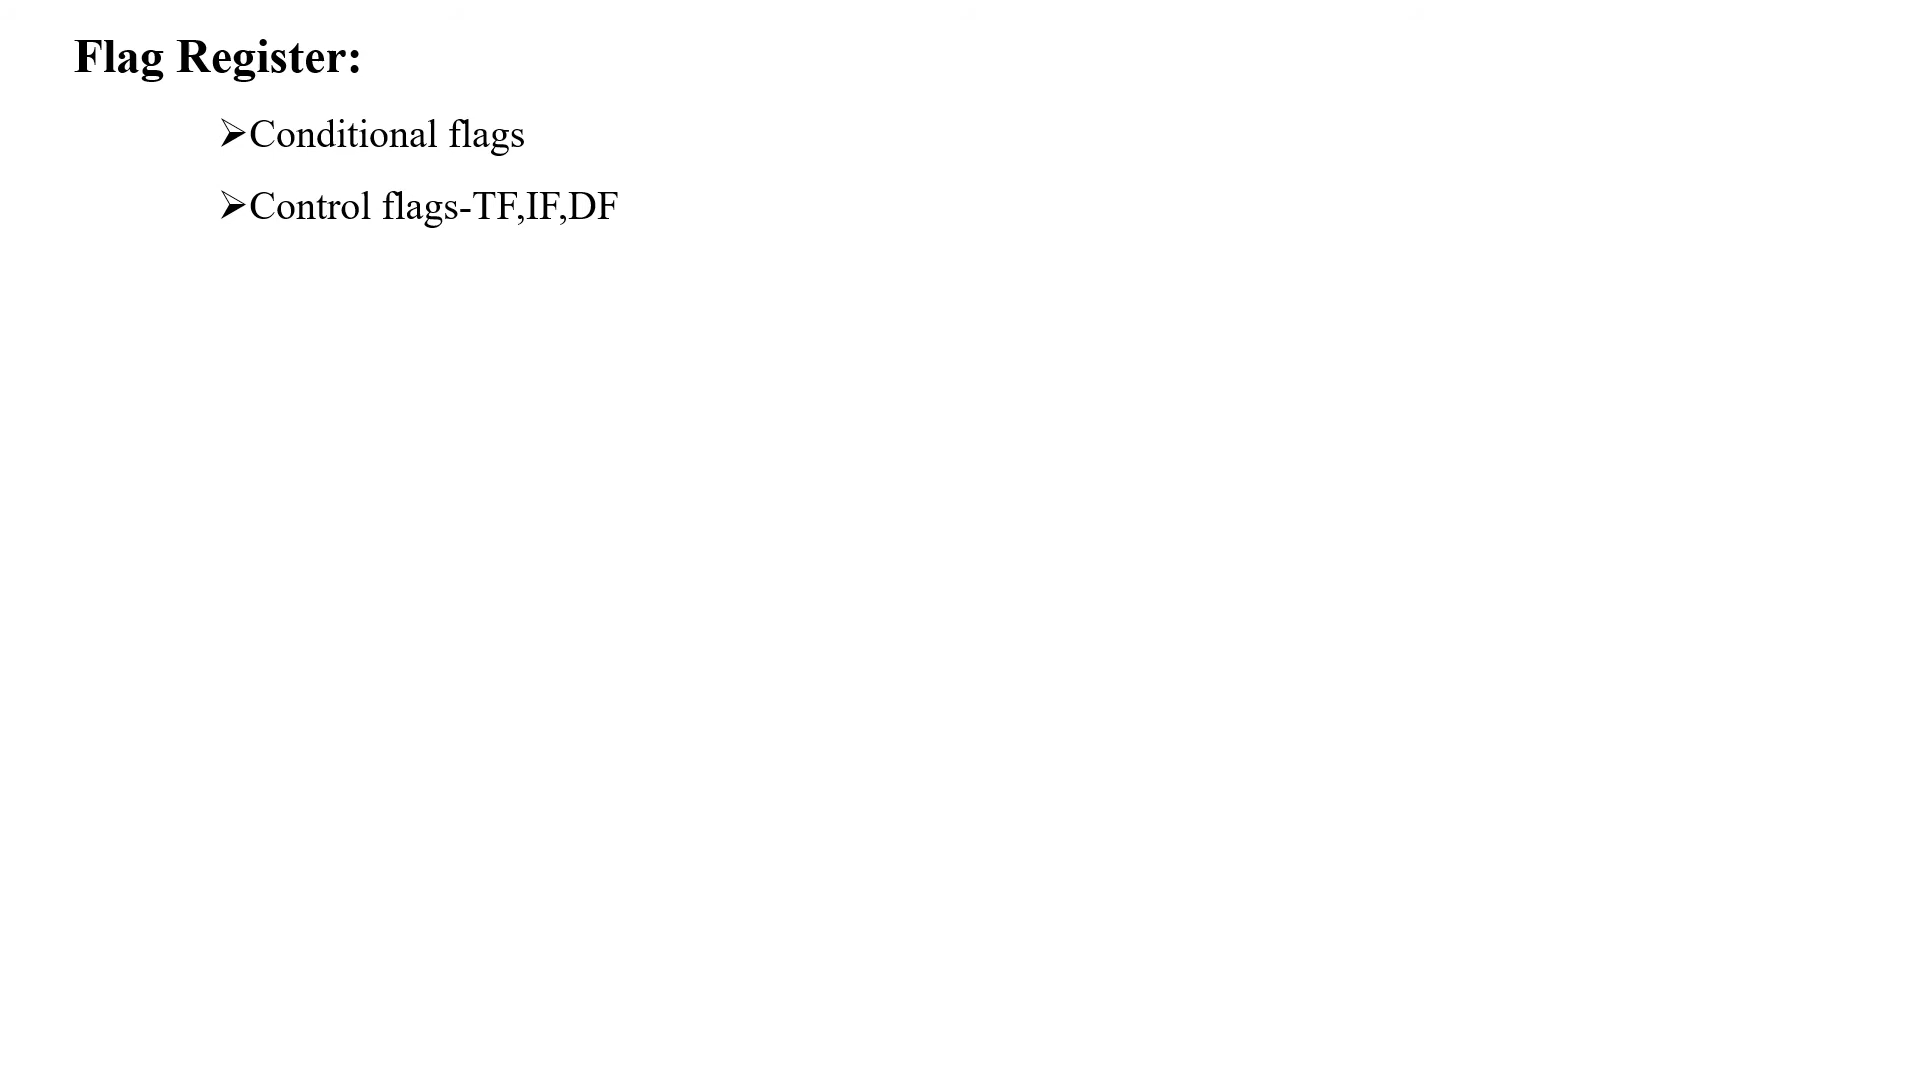 Flag Register:
➢Conditional flags
➢Control flags-TF,IF,DF